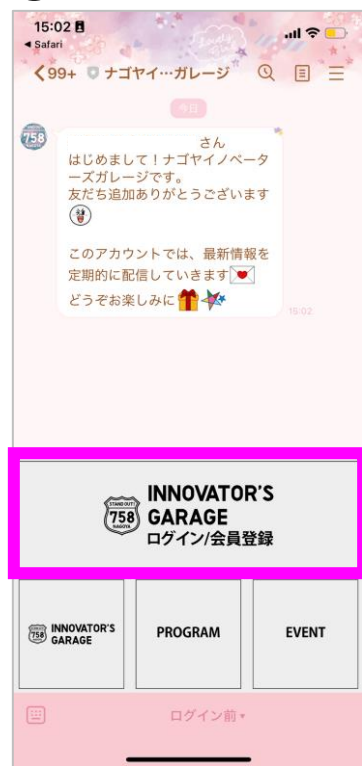 15:02
◀ Safari
99+ ナゴヤイ…ガレージ
今日
さん
はじめまして！ナゴヤイノベータ
ーズガレージです。
友だち追加ありがとうございます
このアカウントでは、最新情報を
定期的に配信していきます
どうぞお楽しみに
15:02
STAND OUT!
758
NAGOYA
INNOVATOR'S
GARAGE
ログイン/会員登録
758
INNOVATOR'S
GARAGE
PROGRAM
EVENT
ログイン前▾